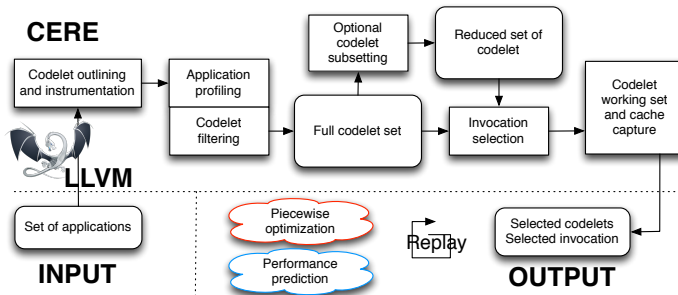 CERE
Codelet outlining
and instrumentation
Application
profiling
Codelet
filtering
Optional
codelet
subsetting
Reduced set of
codelet
Full codelet set
Invocation
selection
Codelet
working set
and cache
capture
LLVM
Set of applications
INPUT
Piecewise
optimization
Performance
prediction
Replay
Selected codelets
Selected invocation
OUTPUT